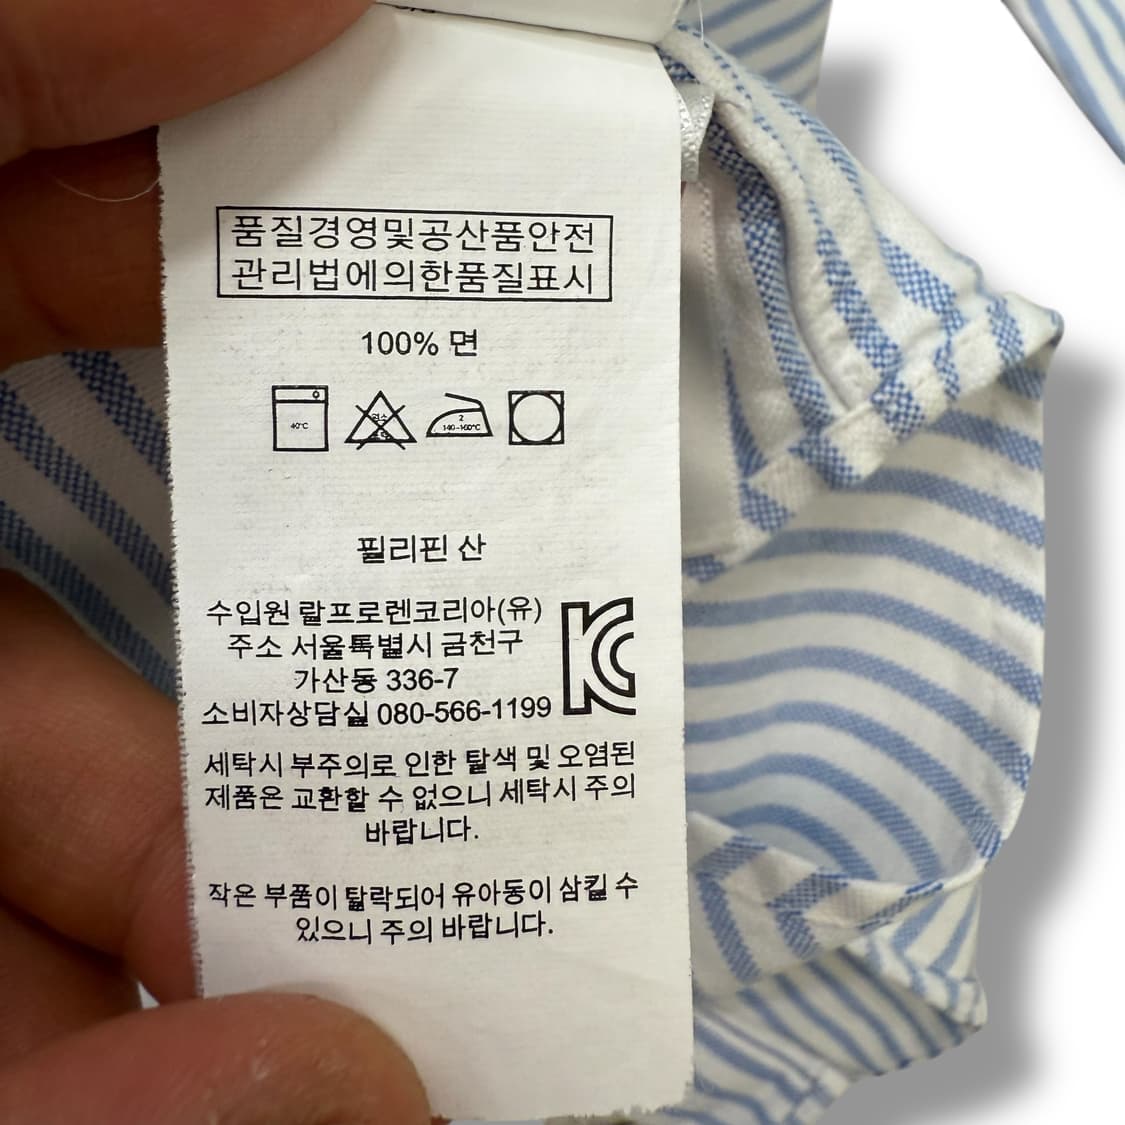 품질경영및공산품안전
관리법에의한품질표시
100% 면
40°C
2
140~160°C
필리핀 산
수입원 랄프로렌코리아(유)
주소 서울특별시 금천구
가산동 336-7
소비자상담실 080-566-1199
KC
세탁시 부주의로 인한 탈색 및 오염된
제품은 교환할 수 없으니 세탁시 주의
바랍니다.
작은 부품이 탈락되어 유아동이 삼킬 수
있으니 주의 바랍니다.